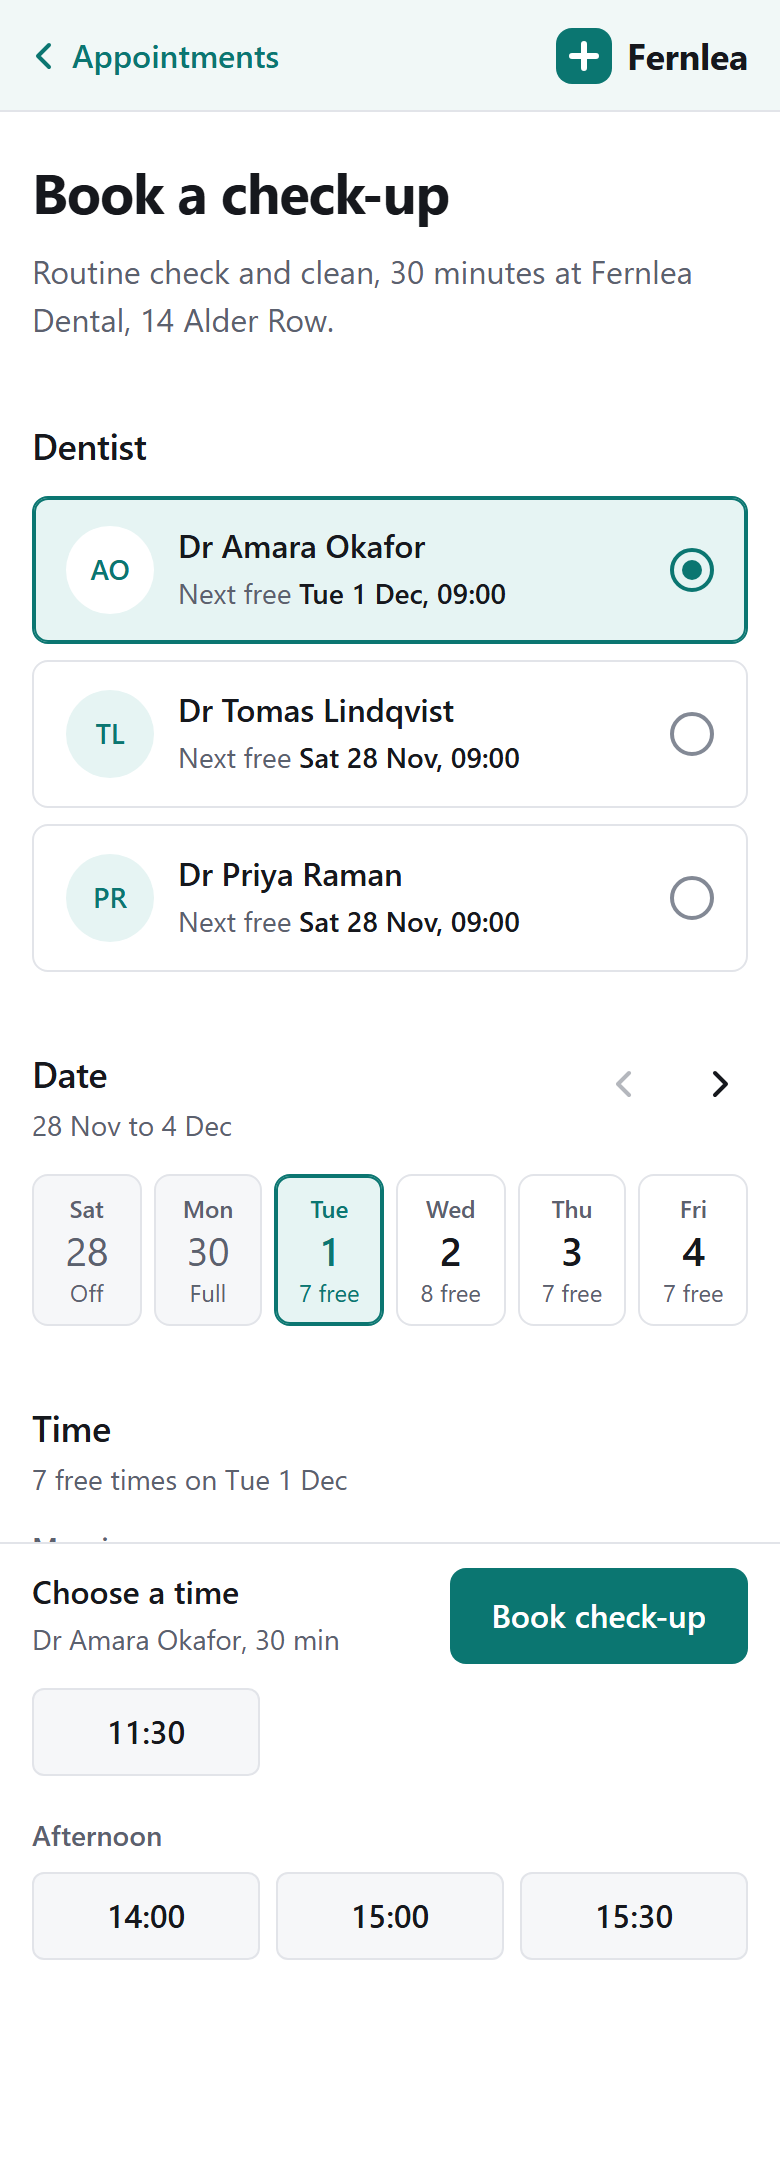 Appointments
Fernlea
Book a check-up
Routine check and clean, 30 minutes at Fernlea
Dental, 14 Alder Row.
Dentist
AO
Dr Amara Okafor
Next free Tue 1 Dec, 09:00
TL
Dr Tomas Lindqvist
Next free Sat 28 Nov, 09:00
PR
Dr Priya Raman
Next free Sat 28 Nov, 09:00
Date
28 Nov to 4 Dec
Sat
28
Off
Mon
30
Full
Tue
1
7 free
Wed
2
8 free
Thu
3
7 free
Fri
4
7 free
Time
7 free times on Tue 1 Dec
Choose a time
Dr Amara Okafor, 30 min
Book check-up
11:30
Afternoon
14:00
15:00
15:30